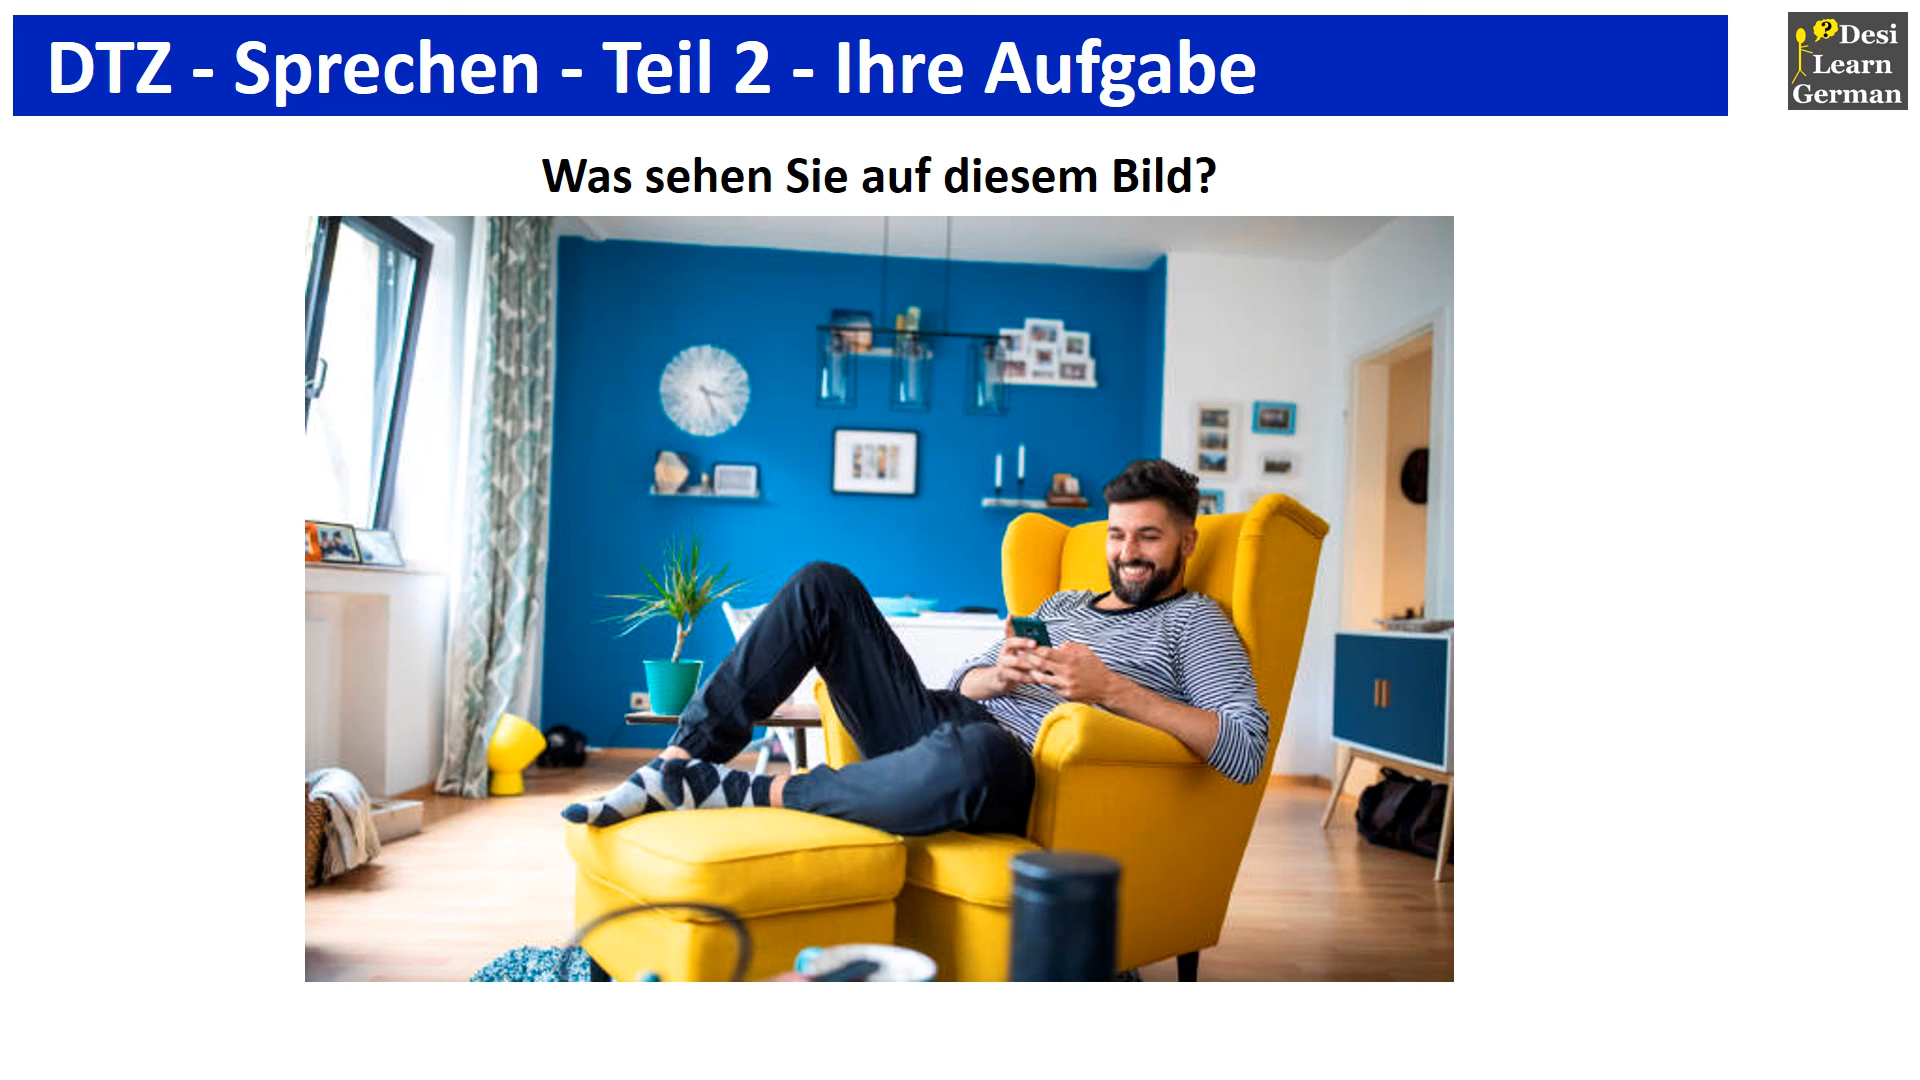 DTZ - Sprechen - Teil 2 - Ihre Aufgabe
?
Desi
Learn
German
Was sehen Sie auf diesem Bild?